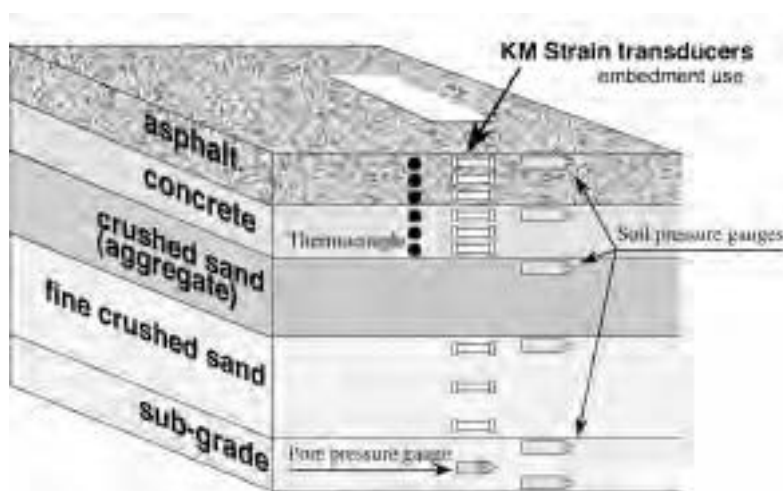 KM Strain transducers
embedment use
asphalt.
concrete
crushed sand
(aggregate)
fine crushed sand
sub-grade
Thermocouple
Soil pressure gauges
Pore pressure gauge